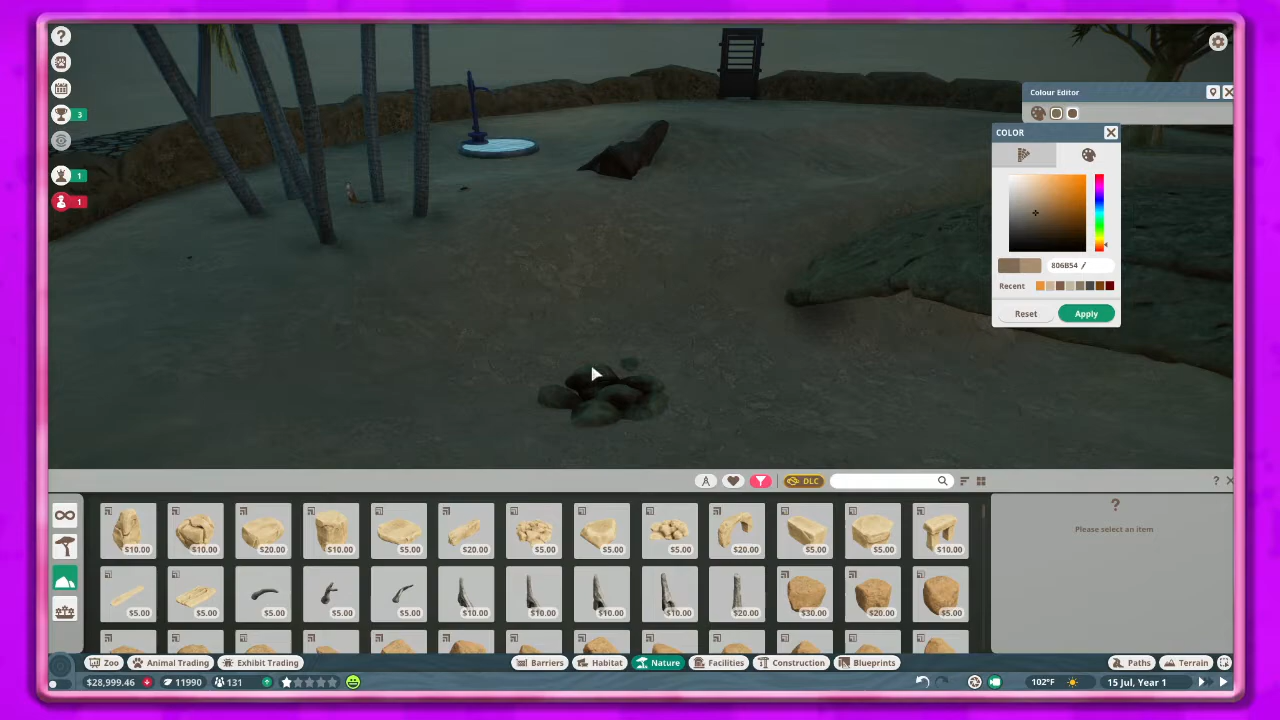 ?
3
1
1
Colour Editor
COLOR
806B54
Recent
Reset
Apply
DLC
?
$10.00 $10.00 $20.00 $10.00 $5.00 $20.00 $5.00 $5.00 $5.00 $20.00 $5.00 $5.00 $10.00
?
Please select an item
$5.00 $5.00 $5.00 $5.00 $5.00 $10.00 $10.00 $10.00 $10.00 $20.00 $30.00 $20.00 $5.00
Zoo Animal Trading Exhibit Trading Barriers Habitat Nature Facilities Construction Blueprints Paths Terrain
$28,999.46 11990 131 102°F 15 Jul, Year 1